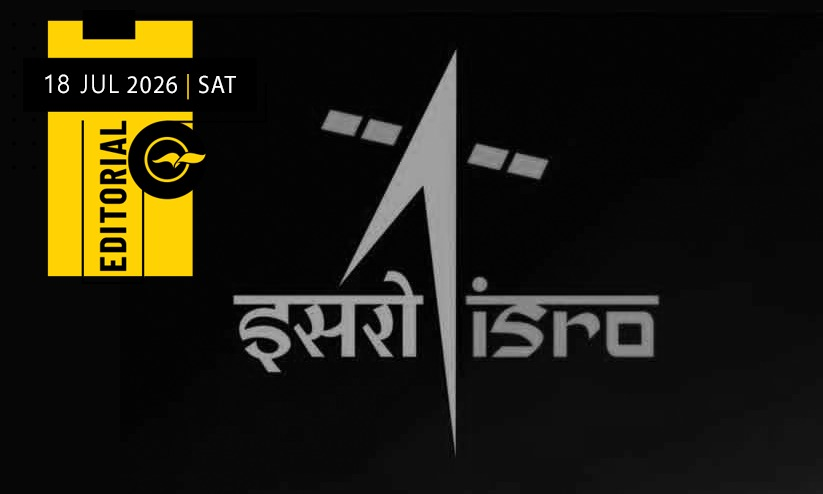 18 JUL 2026 | SAT
EDITORIAL
इसरो isro